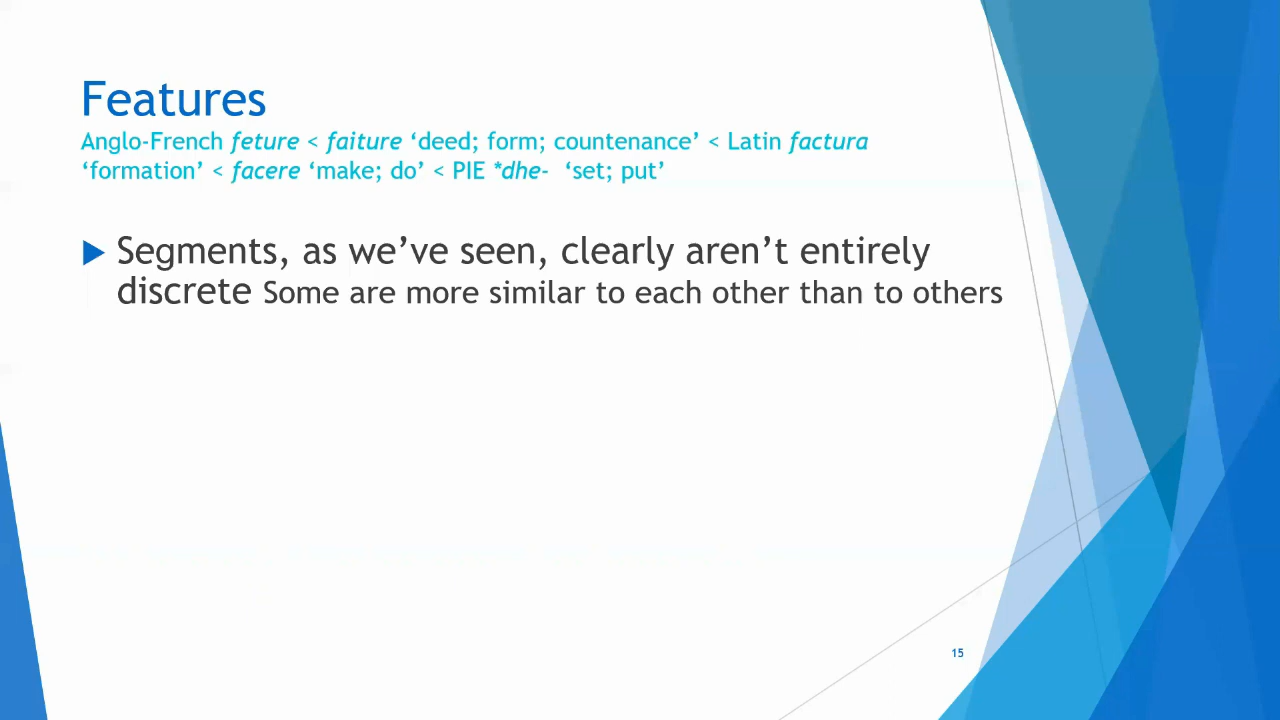 Features
Anglo-French feture < faiture ‘deed; form; countenance’ < Latin factura
‘formation’ < facere ‘make; do’ < PIE *dhe- ‘set; put’
Segments, as we’ve seen, clearly aren’t entirely
discrete Some are more similar to each other than to others
15